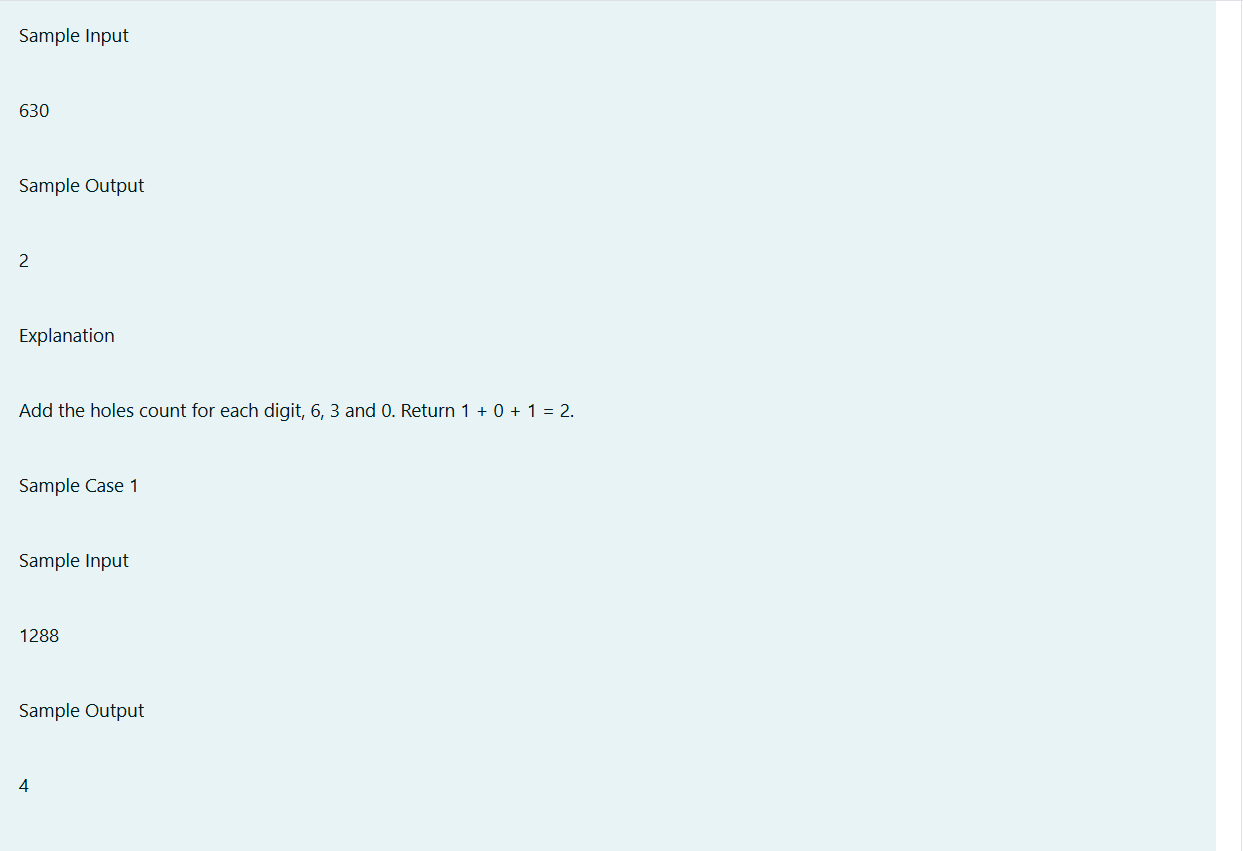 Sample Input
630
Sample Output
2
Explanation
Add the holes count for each digit, 6, 3 and 0. Return 1 + 0 + 1 = 2.
Sample Case 1
Sample Input
1288
Sample Output
4